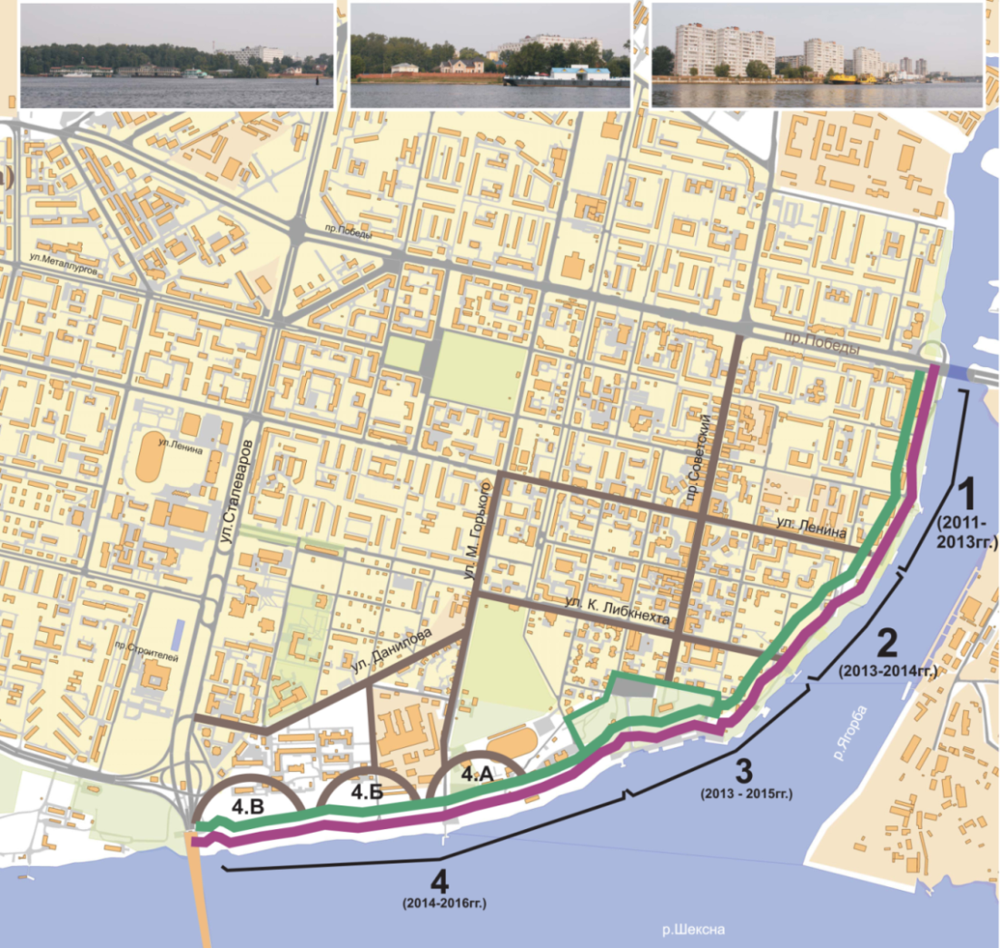 а)
пр.Победы
ул.Металлургов
пр.Победы
ул.Ленина
ул.Сталеваров
пр.Советский
ул. М. Горького
ул. Ленина
1
(2011-
2013гг.)
ул. К. Либкнехта
ул. Данилова
пр.Строителей
2
(2013-2014гг.)
р.Ягорба
3
(2013 - 2015гг.)
4.А
4.Б
4.В
4
(2014-2016гг.)
р.Шексна